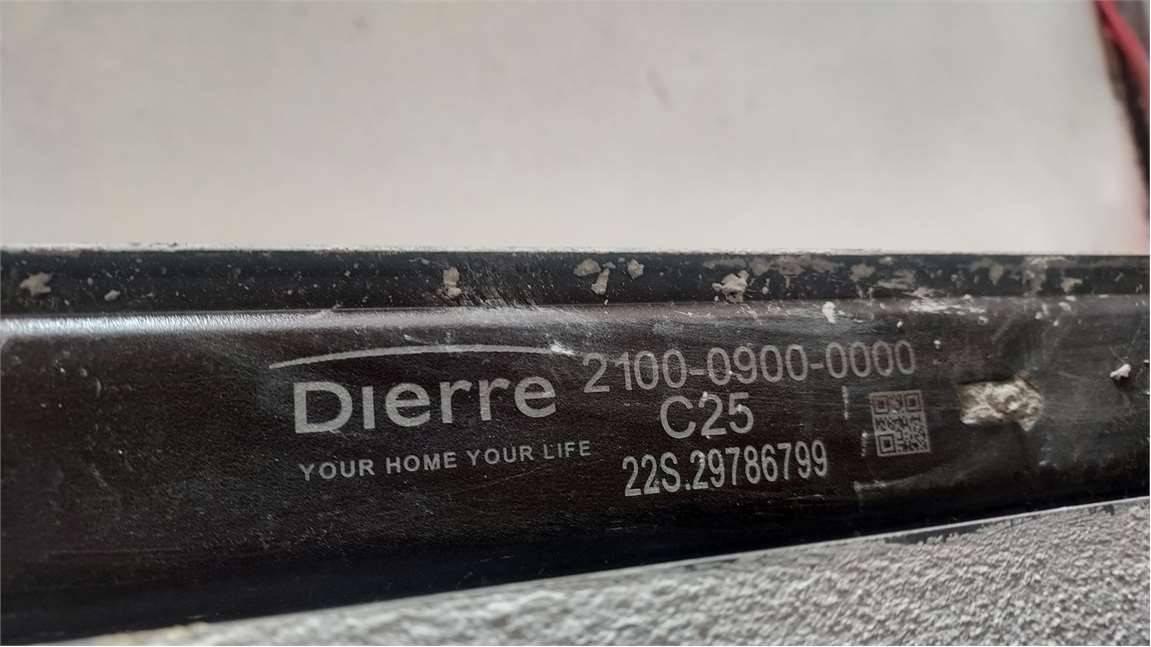 Dierre
YOUR HOME YOUR LIFE
2100-0900-0000
C25
22S.29786799